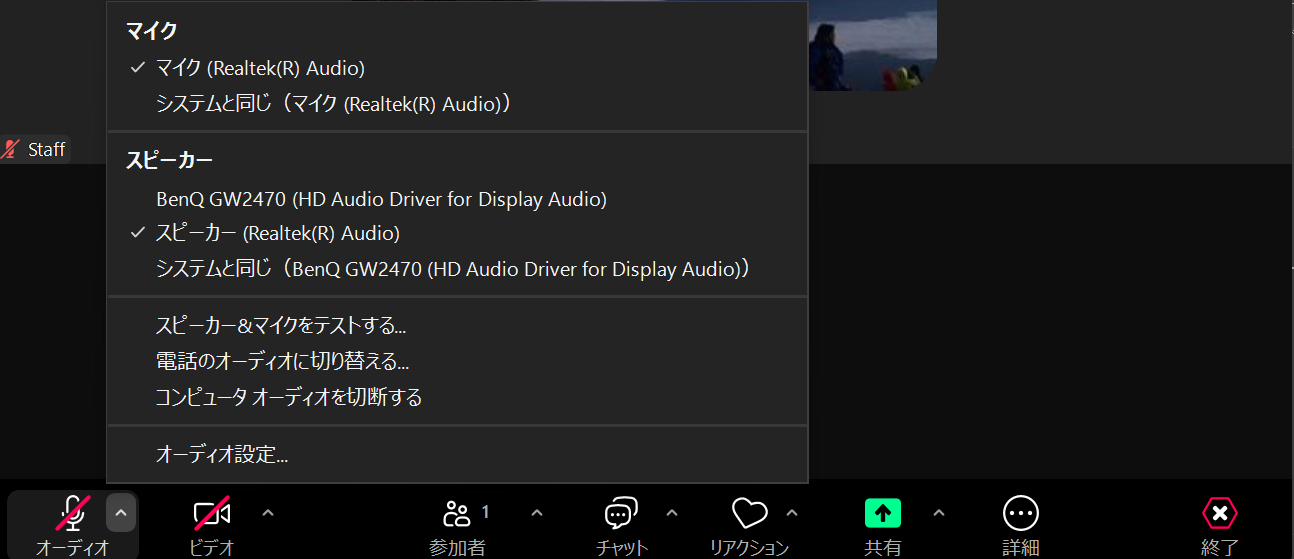 マイク
マイク (Realtek(R) Audio)
システムと同じ（マイク (Realtek(R) Audio)）
Staff
スピーカー
BenQ GW2470 (HD Audio Driver for Display Audio)
スピーカー (Realtek(R) Audio)
システムと同じ（BenQ GW2470 (HD Audio Driver for Display Audio)）
スピーカー&マイクをテストする...
電話のオーディオに切り替える...
コンピュータ オーディオを切断する
オーディオ設定...
オーディオ
ビデオ
1
参加者
チャット
リアクション
共有
詳細
終了